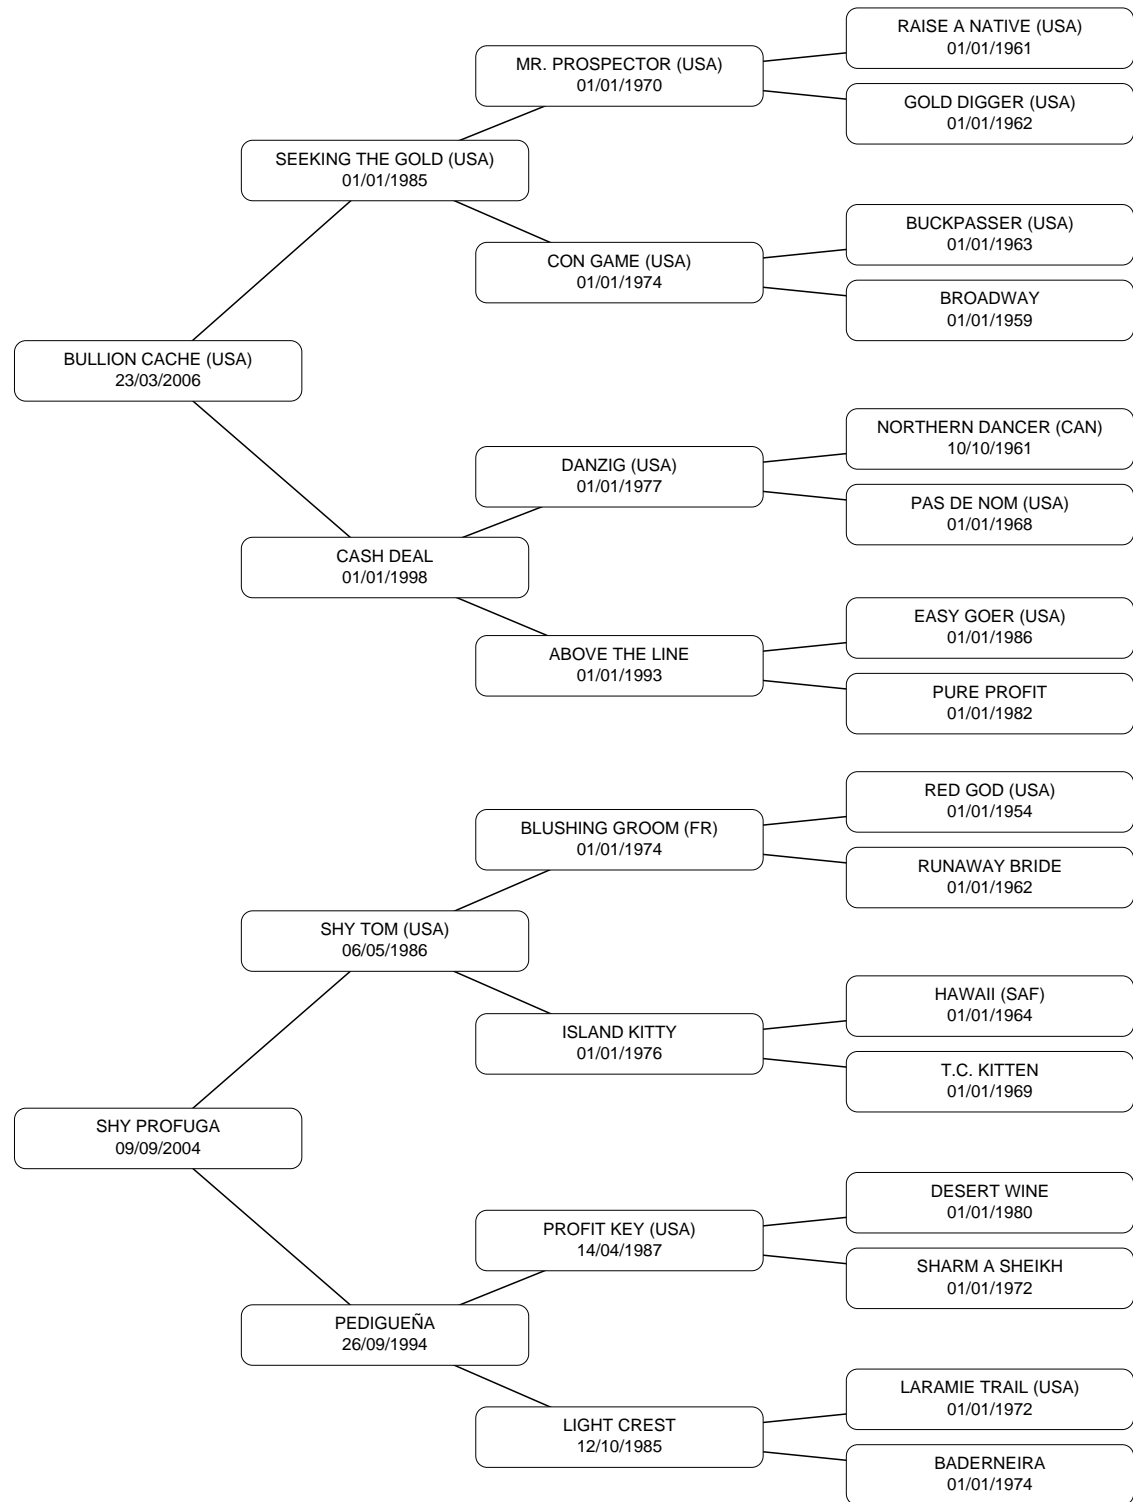 RAISE A NATIVE (USA)
01/01/1961
MR. PROSPECTOR (USA)
01/01/1970
GOLD DIGGER (USA)
01/01/1962
SEEKING THE GOLD (USA)
01/01/1985
BUCKPASSER (USA)
01/01/1963
CON GAME (USA)
01/01/1974
BROADWAY
01/01/1959
BULLION CACHE (USA)
23/03/2006
NORTHERN DANCER (CAN)
10/10/1961
DANZIG (USA)
01/01/1977
PAS DE NOM (USA)
01/01/1968
CASH DEAL
01/01/1998
EASY GOER (USA)
01/01/1986
ABOVE THE LINE
01/01/1993
PURE PROFIT
01/01/1982
RED GOD (USA)
01/01/1954
BLUSHING GROOM (FR)
01/01/1974
RUNAWAY BRIDE
01/01/1962
SHY TOM (USA)
06/05/1986
HAWAII (SAF)
01/01/1964
ISLAND KITTY
01/01/1976
T.C. KITTEN
01/01/1969
SHY PROFUGA
09/09/2004
DESERT WINE
01/01/1980
PROFIT KEY (USA)
14/04/1987
SHARM A SHEIKH
01/01/1972
PEDIGUEÑA
26/09/1994
LARAMIE TRAIL (USA)
01/01/1972
LIGHT CREST
12/10/1985
BADERNEIRA
01/01/1974